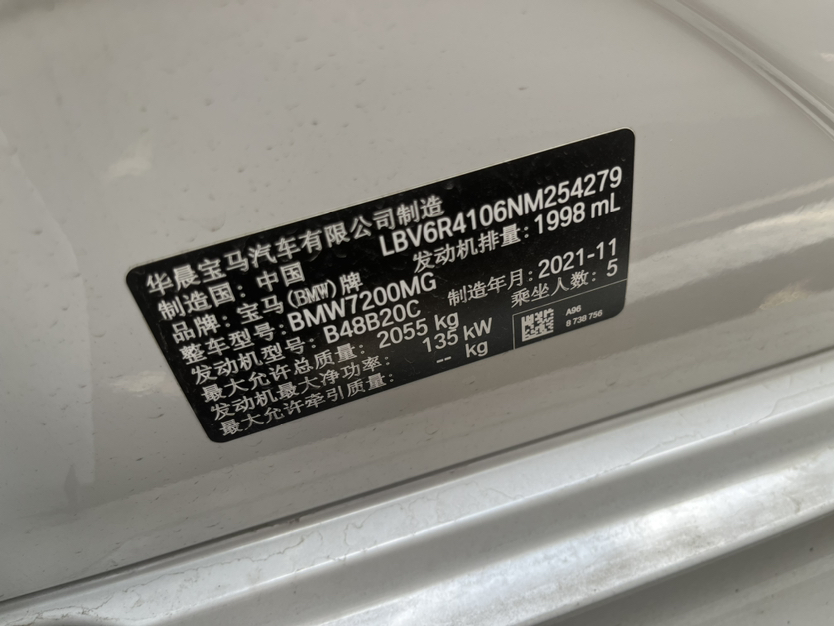 华晨宝马汽车有限公司制造
制造国：中国 LBV6R4106NM254279
品牌：宝马(BMW)牌 发动机排量：1998 mL
整车型号：BMW7200MG 制造年月：2021-11
发动机型号：B48B20C 乘坐人数：5
最大允许总质量：2055 kg
发动机最大净功率：135 kW
最大允许牵引质量：-- kg
A96
8 738 756